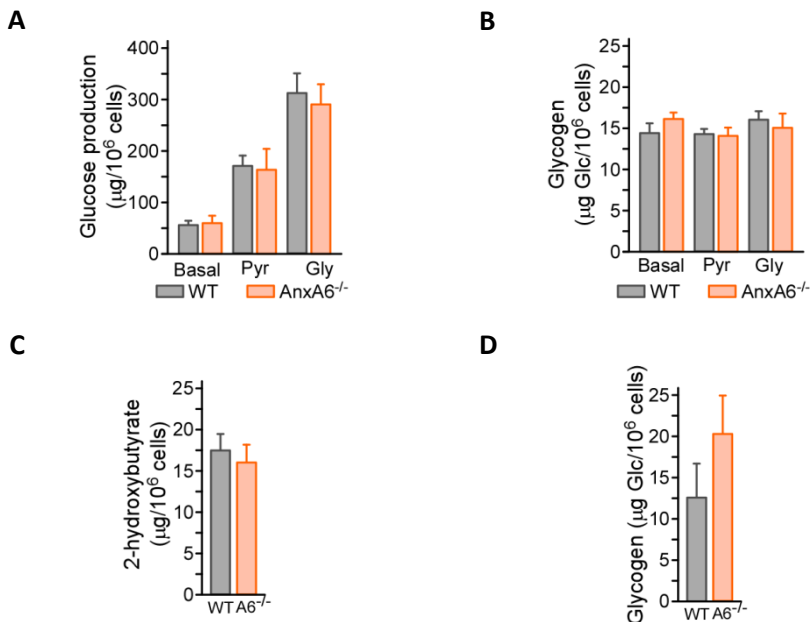 A
Glucose production
(µg/10⁶ cells)
400
300
200
100
0
Basal Pyr Gly
WT AnxA6⁻/⁻
B
Glycogen
(µg Glc/10⁶ cells)
25
20
15
10
5
0
Basal Pyr Gly
WT AnxA6⁻/⁻
C
2-hydroxybutyrate
(µg/10⁶ cells)
25
20
15
10
5
0
WT A6⁻/⁻
D
Glycogen (µg Glc/10⁶ cells)
25
20
15
10
5
0
WT A6⁻/⁻